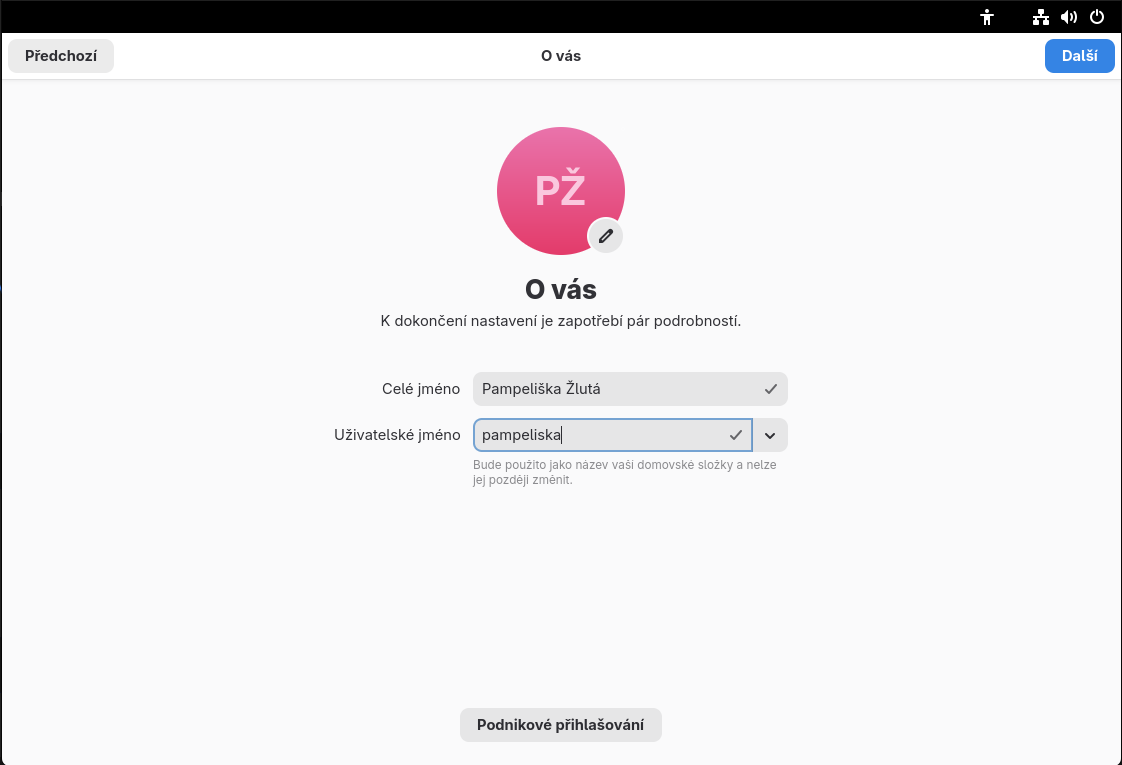 Předchozí
O vás
Další
PŽ
O vás
K dokončení nastavení je zapotřebí pár podrobností.
Celé jméno
Pampeliška Žlutá
Uživatelské jméno
pampeliska
Bude použito jako název vaší domovské složky a nelze
jej později změnit.
Podnikové přihlašování